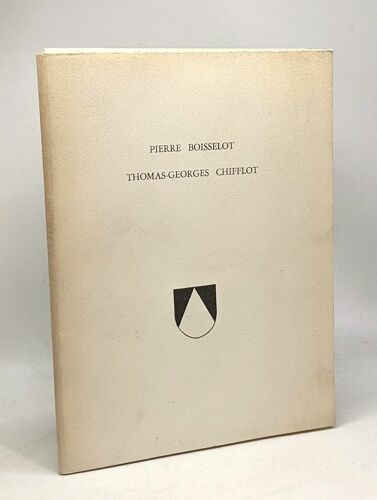 PIERRE BOISSELOT
THOMAS-GEORGES CHIFFLOT